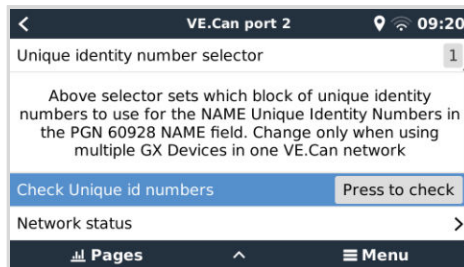 VE.Can port 2 09:20
Unique identity number selector 1
Above selector sets which block of unique identity
numbers to use for the NAME Unique Identity Numbers in
the PGN 60928 NAME field. Change only when using
multiple GX Devices in one VE.Can network
Check Unique id numbers Press to check
Network status
Pages Menu